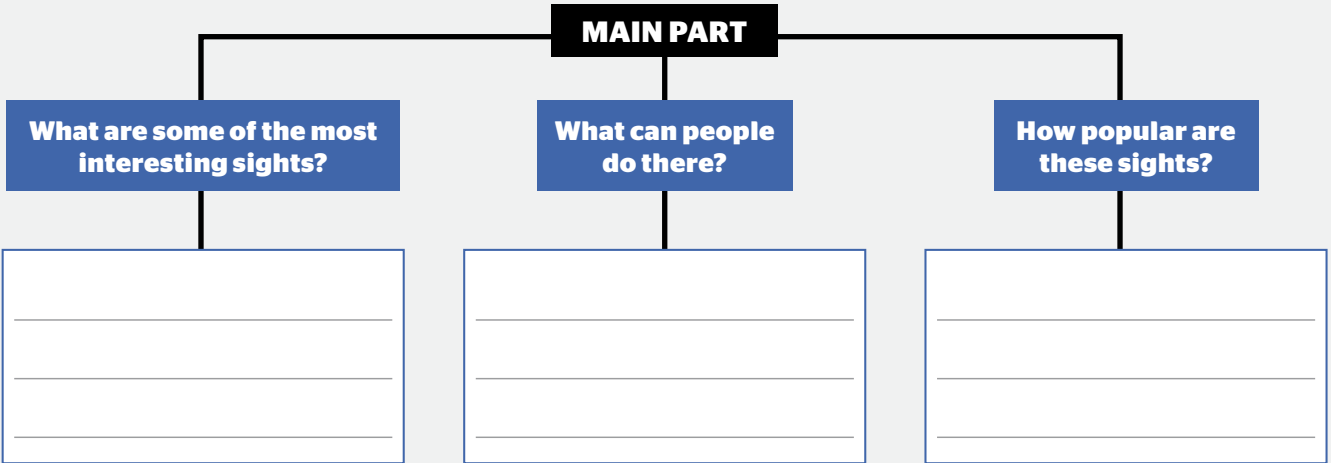 MAIN PART
What are some of the most
interesting sights?
What can people
do there?
How popular are
these sights?